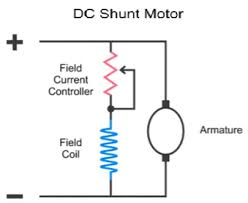 DC Shunt Motor
+
Field
Current
Controller
Field
Coil
Armature
−